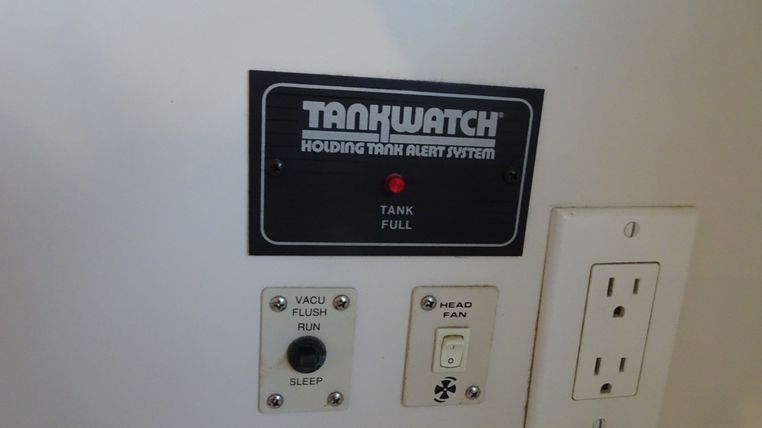 TANKWATCH®
HOLDING TANK ALERT SYSTEM
TANK
FULL
VACU
FLUSH
RUN
SLEEP
HEAD
FAN